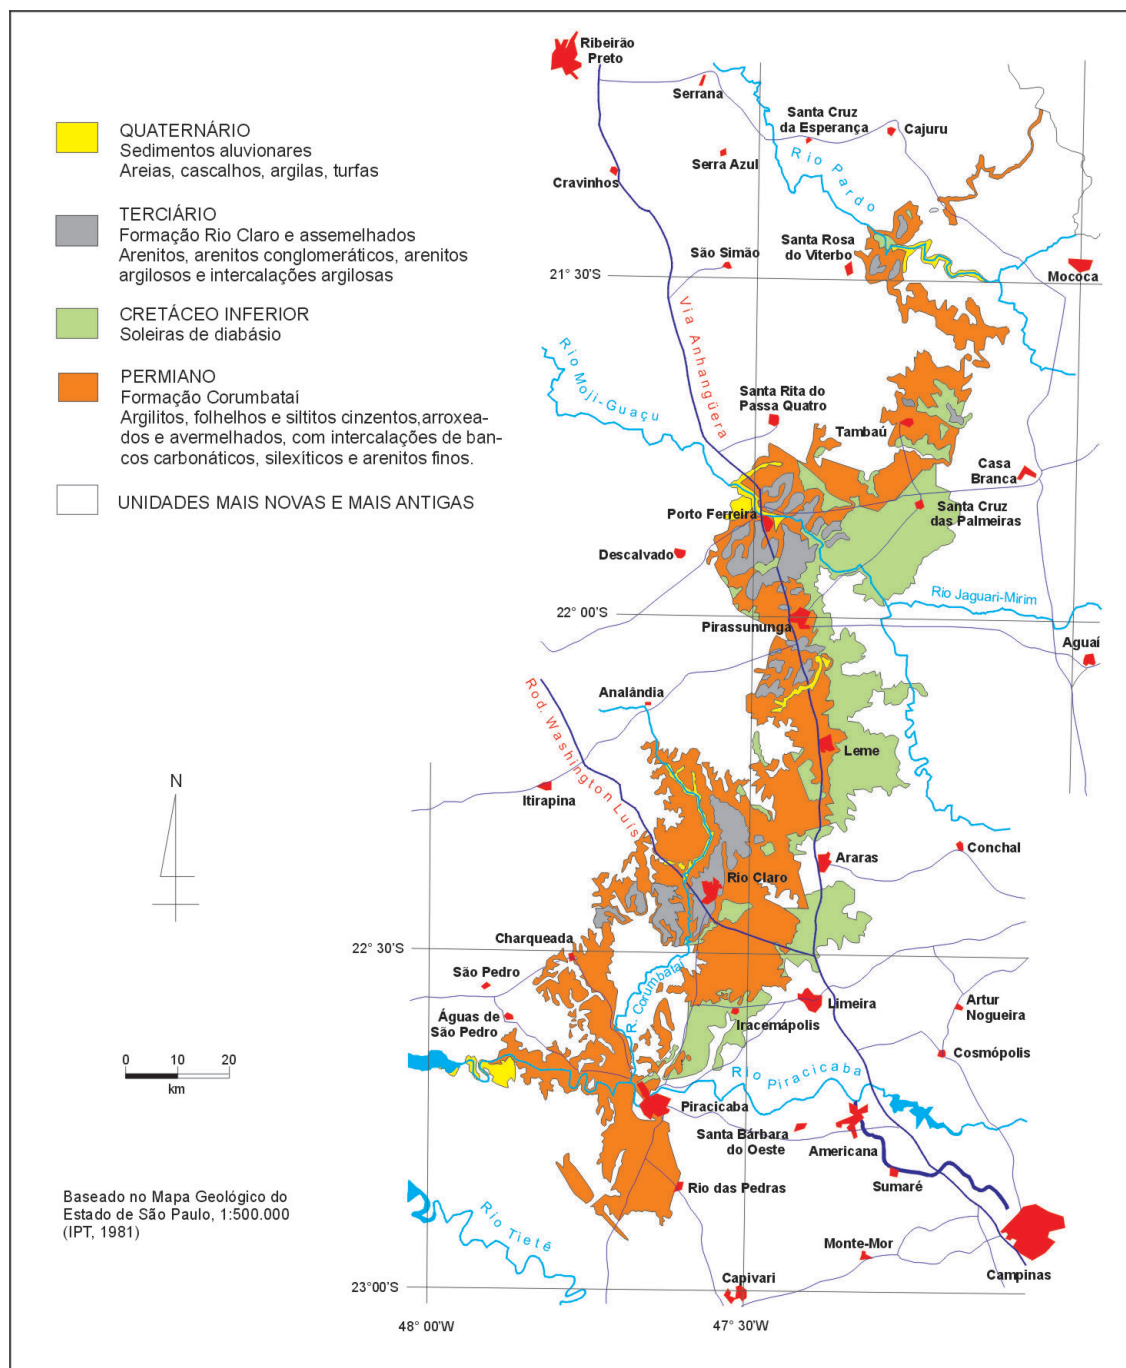 QUATERNÁRIO
Sedimentos aluvionares
Areias, cascalhos, argilas, turfas
TERCIÁRIO
Formação Rio Claro e assemelhados
Arenitos, arenitos conglomeráticos, arenitos
argilosos e intercalações argilosas
CRETÁCEO INFERIOR
Soleiras de diabásio
PERMIANO
Formação Corumbataí
Argilitos, folhelhos e siltitos cinzentos,arroxea-
dos e avermelhados, com intercalações de ban-
cos carbonáticos, silexíticos e arenitos finos.
UNIDADES MAIS NOVAS E MAIS ANTIGAS
Ribeirão
Preto
Serrana
Santa Cruz
da Esperança
Cajuru
Serra Azul
Rio Pardo
Cravinhos
São Simão
Santa Rosa
do Viterbo
Mococa
21° 30'S
Via Anhangüera
Rio Moji-Guaçu
Santa Rita do
Passa Quatro
Tambaú
Casa
Branca
Porto Ferreira
Santa Cruz
das Palmeiras
Descalvado
Rio Jaguari-Mirim
22° 00'S
Pirassununga
Aguaí
Analândia
Rod. Washington Luís
Leme
N
Itirapina
Araras
Conchal
Rio Claro
Charqueada
22° 30'S
São Pedro
R. Corumbataí
Águas de
São Pedro
Limeira
Iracemápolis
Artur
Nogueira
Cosmópolis
0 10 20
km
Rio Piracicaba
Piracicaba
Santa Bárbara
do Oeste
Americana
Sumaré
Rio das Pedras
Baseado no Mapa Geológico do
Estado de São Paulo, 1:500.000
(IPT, 1981)
Rio Tietê
Monte-Mor
Campinas
Capivari
23°00'S
48° 00'W
47° 30'W